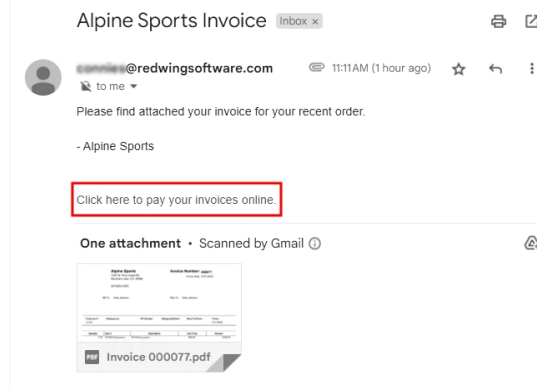 Alpine Sports Invoice Inbox ×
@redwingsoftware.com 11:11 AM (1 hour ago)
to me
Please find attached your invoice for your recent order.
- Alpine Sports
Click here to pay your invoices online.
One attachment • Scanned by Gmail
Alpine Sports Invoice Number: 000077
PDF Invoice 000077.pdf